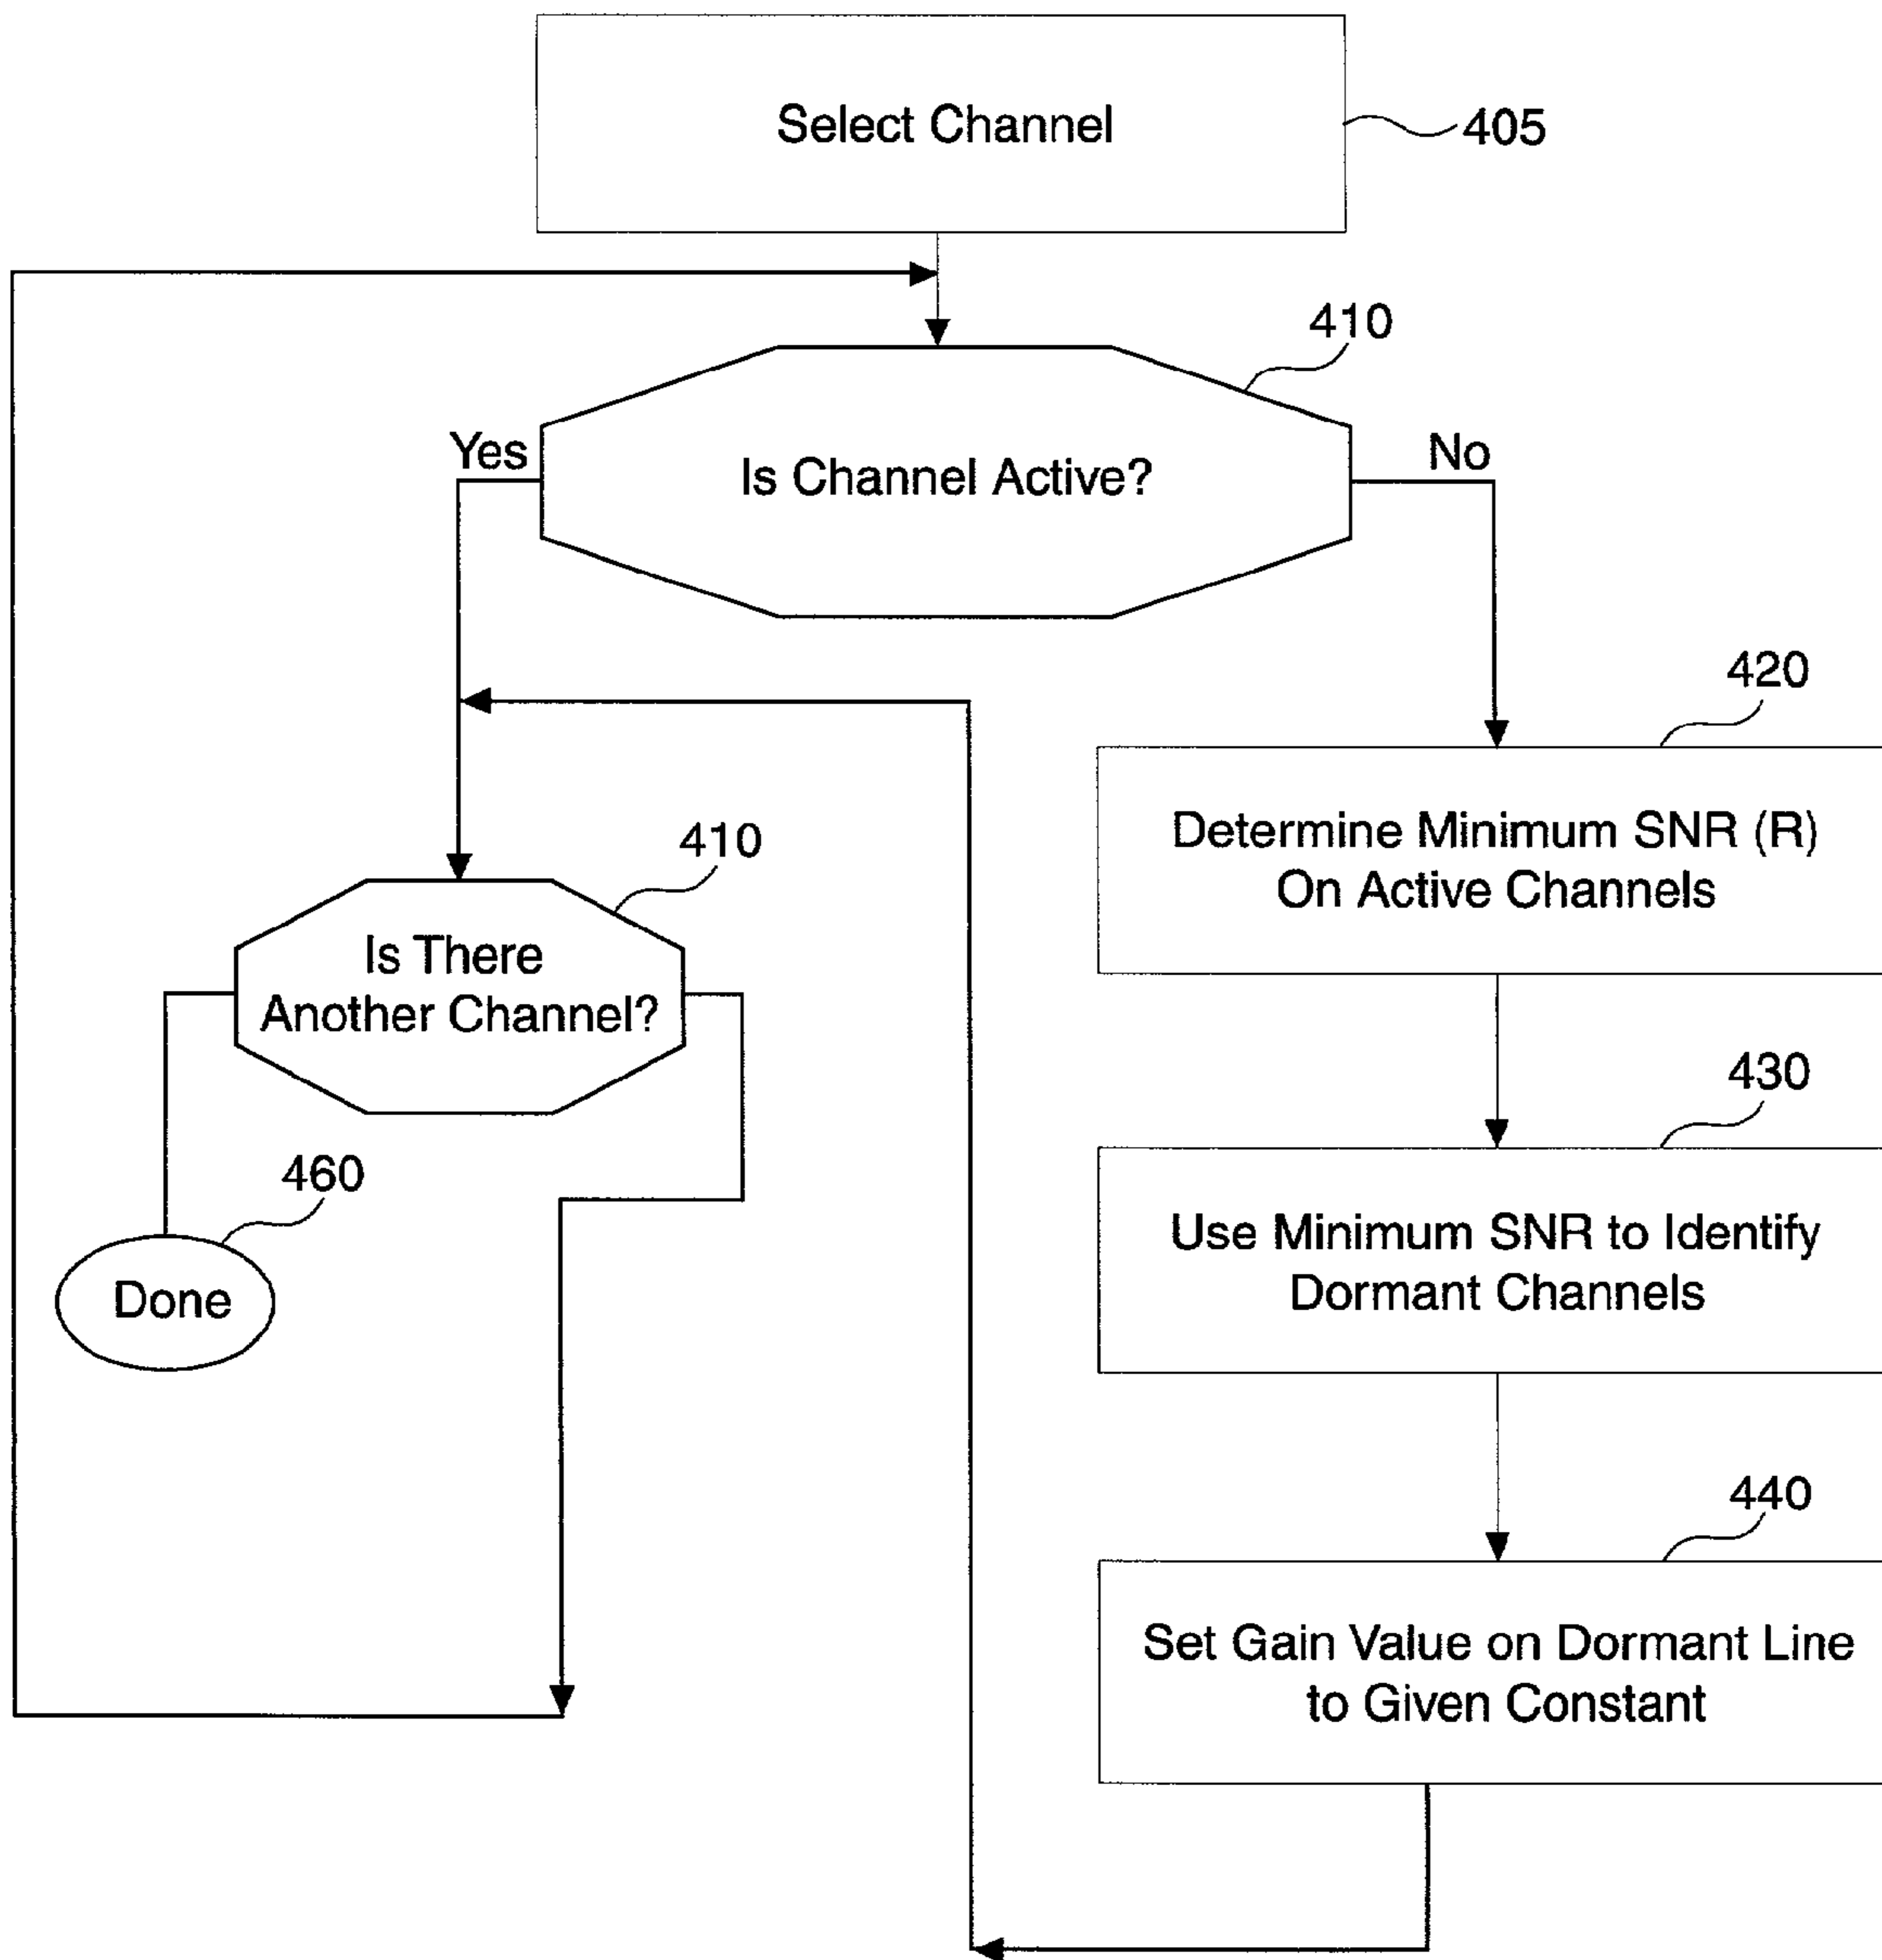 Select Channel
405
410
Yes
Is Channel Active?
No
420
Determine Minimum SNR (R)
On Active Channels
410
Is There
Another Channel?
430
Use Minimum SNR to Identify
Dormant Channels
460
Done
440
Set Gain Value on Dormant Line
to Given Constant